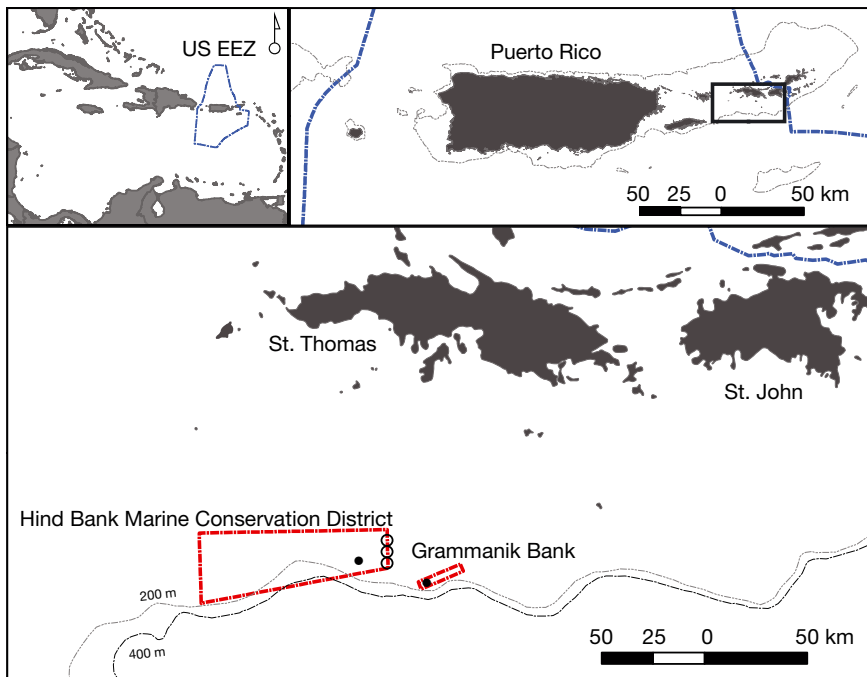 US EEZ
Puerto Rico
50 25 0 50 km
St. Thomas
St. John
Hind Bank Marine Conservation District
Grammanik Bank
200 m
400 m
50 25 0 50 km